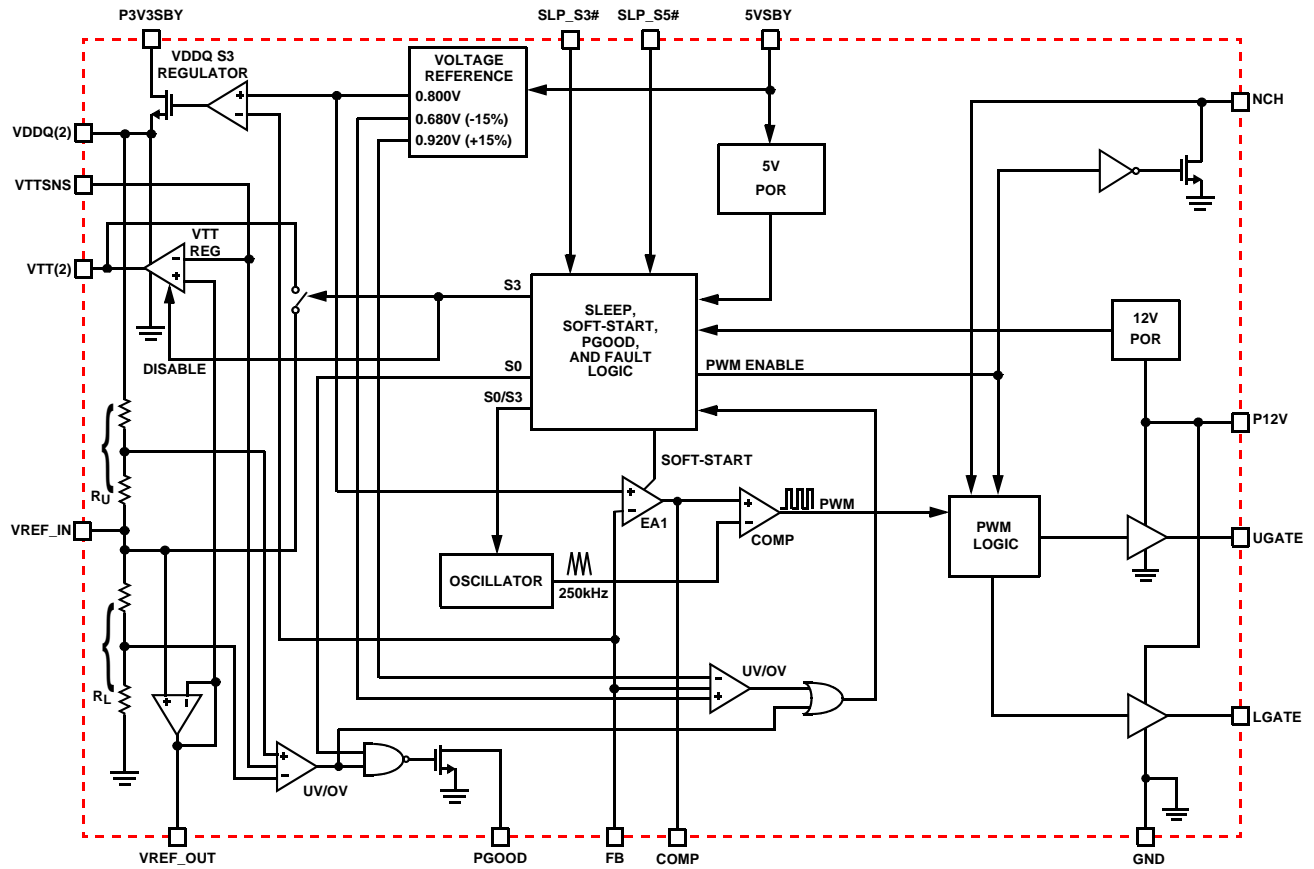 P3V3SBY
SLP_S3#
SLP_S5#
5VSBY
VDDQ S3
REGULATOR
VOLTAGE
REFERENCE
0.800V
0.680V (-15%)
0.920V (+15%)
NCH
VDDQ(2)
5V
POR
VTTSNS
VTT
REG
VTT(2)
S3
SLEEP,
SOFT-START,
PGOOD,
AND FAULT
LOGIC
12V
POR
DISABLE
S0
PWM ENABLE
S0/S3
P12V
SOFT-START
RU
EA1
PWM
COMP
VREF_IN
PWM
LOGIC
UGATE
OSCILLATOR
250kHz
UV/OV
RL
LGATE
UV/OV
VREF_OUT
PGOOD
FB
COMP
GND
+
-
+
-
+
-
+
-
-
+
+
-
+
-